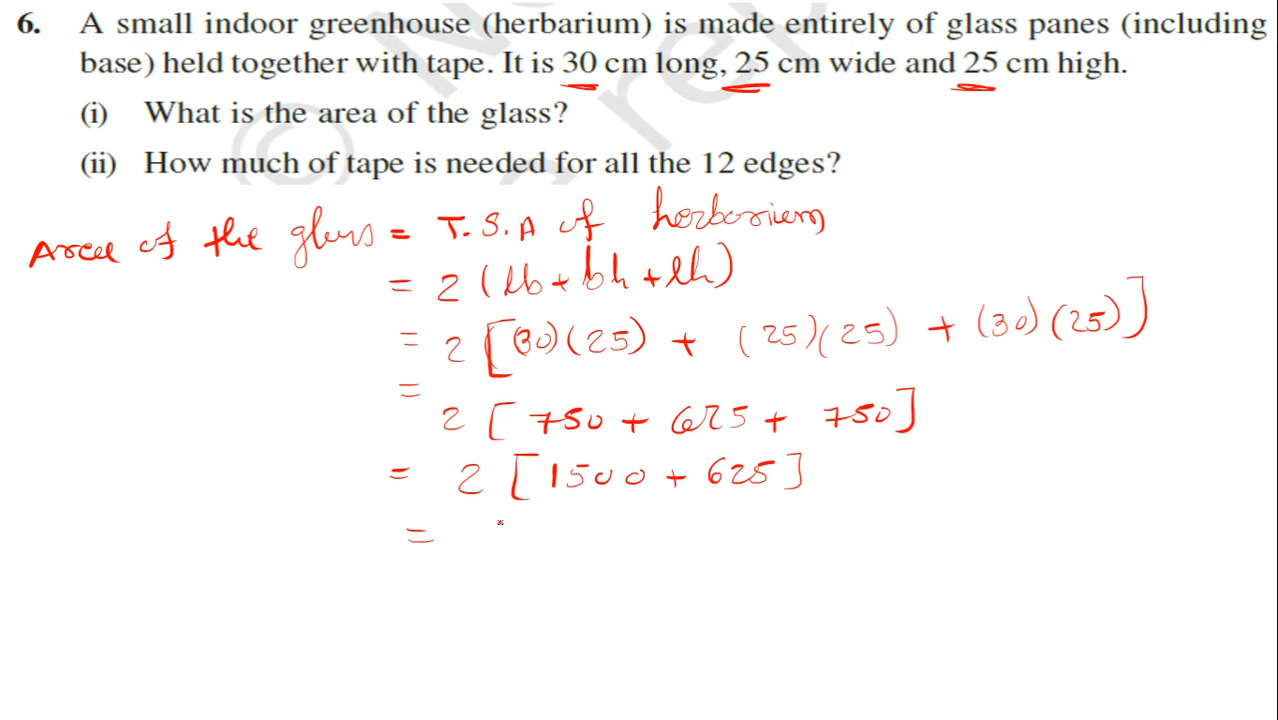 6. A small indoor greenhouse (herbarium) is made entirely of glass panes (including
base) held together with tape. It is 30 cm long, 25 cm wide and 25 cm high.
(i) What is the area of the glass?
(ii) How much of tape is needed for all the 12 edges?
Area of the glass = T.S.A of herbarium
= 2 (lb + bh + lh)
= 2 [(30)(25) + (25)(25) + (30)(25)]
=
2 [750 + 625 + 750]
= 2 [1500 + 625]
=